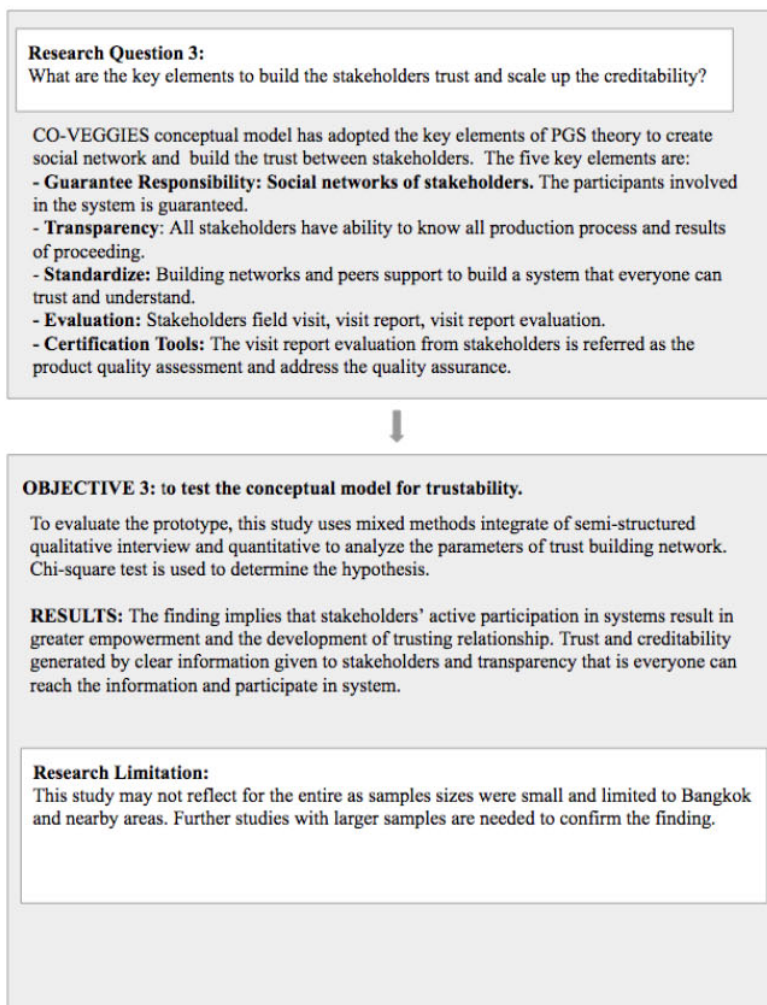 Research Question 3:
What are the key elements to build the stakeholders trust and scale up the creditability?
CO-VEGGIES conceptual model has adopted the key elements of PGS theory to create
social network and build the trust between stakeholders. The five key elements are:
- Guarantee Responsibility: Social networks of stakeholders. The participants involved
in the system is guaranteed.
- Transparency: All stakeholders have ability to know all production process and results
of proceeding.
- Standardize: Building networks and peers support to build a system that everyone can
trust and understand.
- Evaluation: Stakeholders field visit, visit report, visit report evaluation.
- Certification Tools: The visit report evaluation from stakeholders is referred as the
product quality assessment and address the quality assurance.
OBJECTIVE 3: to test the conceptual model for trustability.
To evaluate the prototype, this study uses mixed methods integrate of semi-structured
qualitative interview and quantitative to analyze the parameters of trust building network.
Chi-square test is used to determine the hypothesis.
RESULTS: The finding implies that stakeholders' active participation in systems result in
greater empowerment and the development of trusting relationship. Trust and creditability
generated by clear information given to stakeholders and transparency that is everyone can
reach the information and participate in system.
Research Limitation:
This study may not reflect for the entire as samples sizes were small and limited to Bangkok
and nearby areas. Further studies with larger samples are needed to confirm the finding.